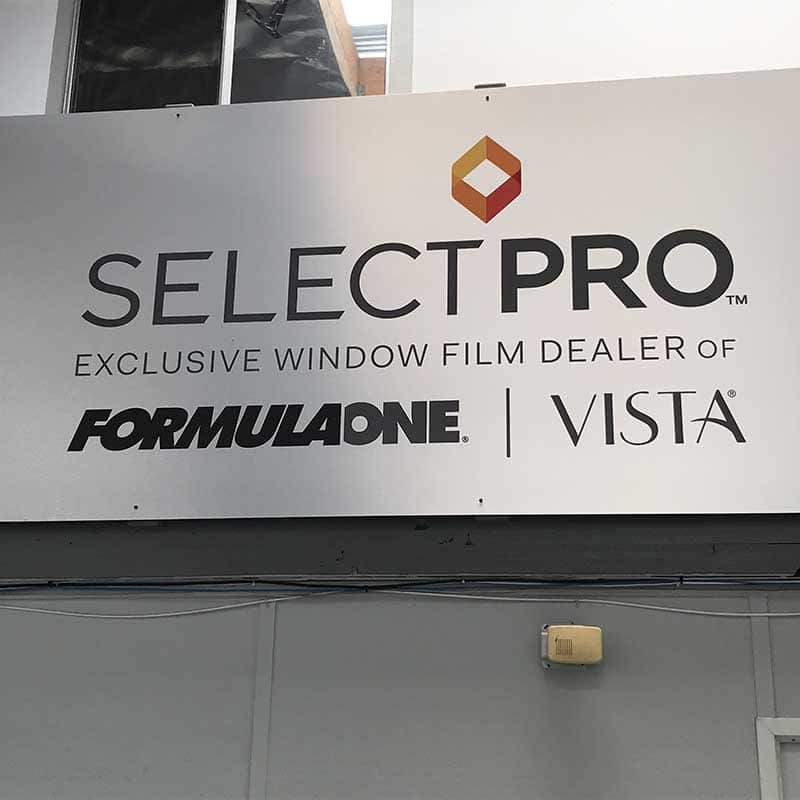 SELECTPRO™
EXCLUSIVE WINDOW FILM DEALER OF
FORMULAONE® | VISTA®